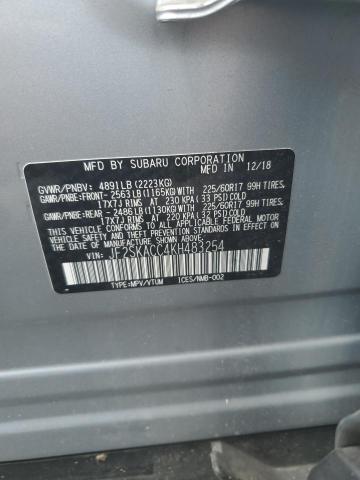 MFD BY SUBARU CORPORATION 12/18
GVWR/PNBV: 4891LB(2223KG)
GAWR/PNBE:FRONT- 2563LB(1165KG)WITH 225/60R17 99H TIRES,
17X7J RIMS AT 230 KPA(33 PSI)COLD
GAWR/PNBE:REAR - 2486LB(1130KG)WITH 225/60R17 99H TIRES,
17X7J RIMS AT 220 KPA(32 PSI)COLD
THIS VEHICLE CONFORMS TO ALL APPLICABLE
FEDERAL MOTOR VEHICLE SAFETY, BUMPER, AND THEFT
PREVENTION STANDARDS IN EFFECT ON THE DATE OF
MANUFACTURE SHOWN ABOVE.
VIN: JF2SKACC4KH483254
TYPE:MPV/VTUM ICES/NMB-002